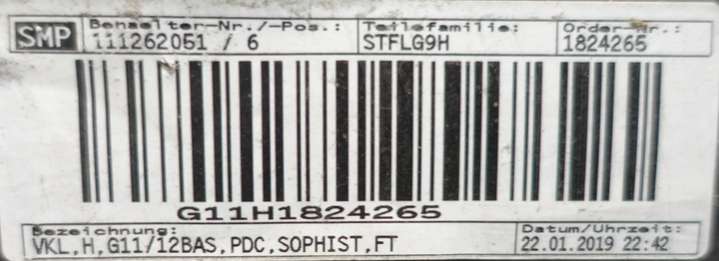 SMP
Behaelter-Nr./-Pos.: Teilefamilie: Order-Nr.:
111262051 / 6 STFLG9H 1824265
G11H1824265
Bezeichnung: Datum/Uhrzeit:
VKL,H,G11/12BAS,PDC,SOPHIST,FT 22.01.2019 22:42